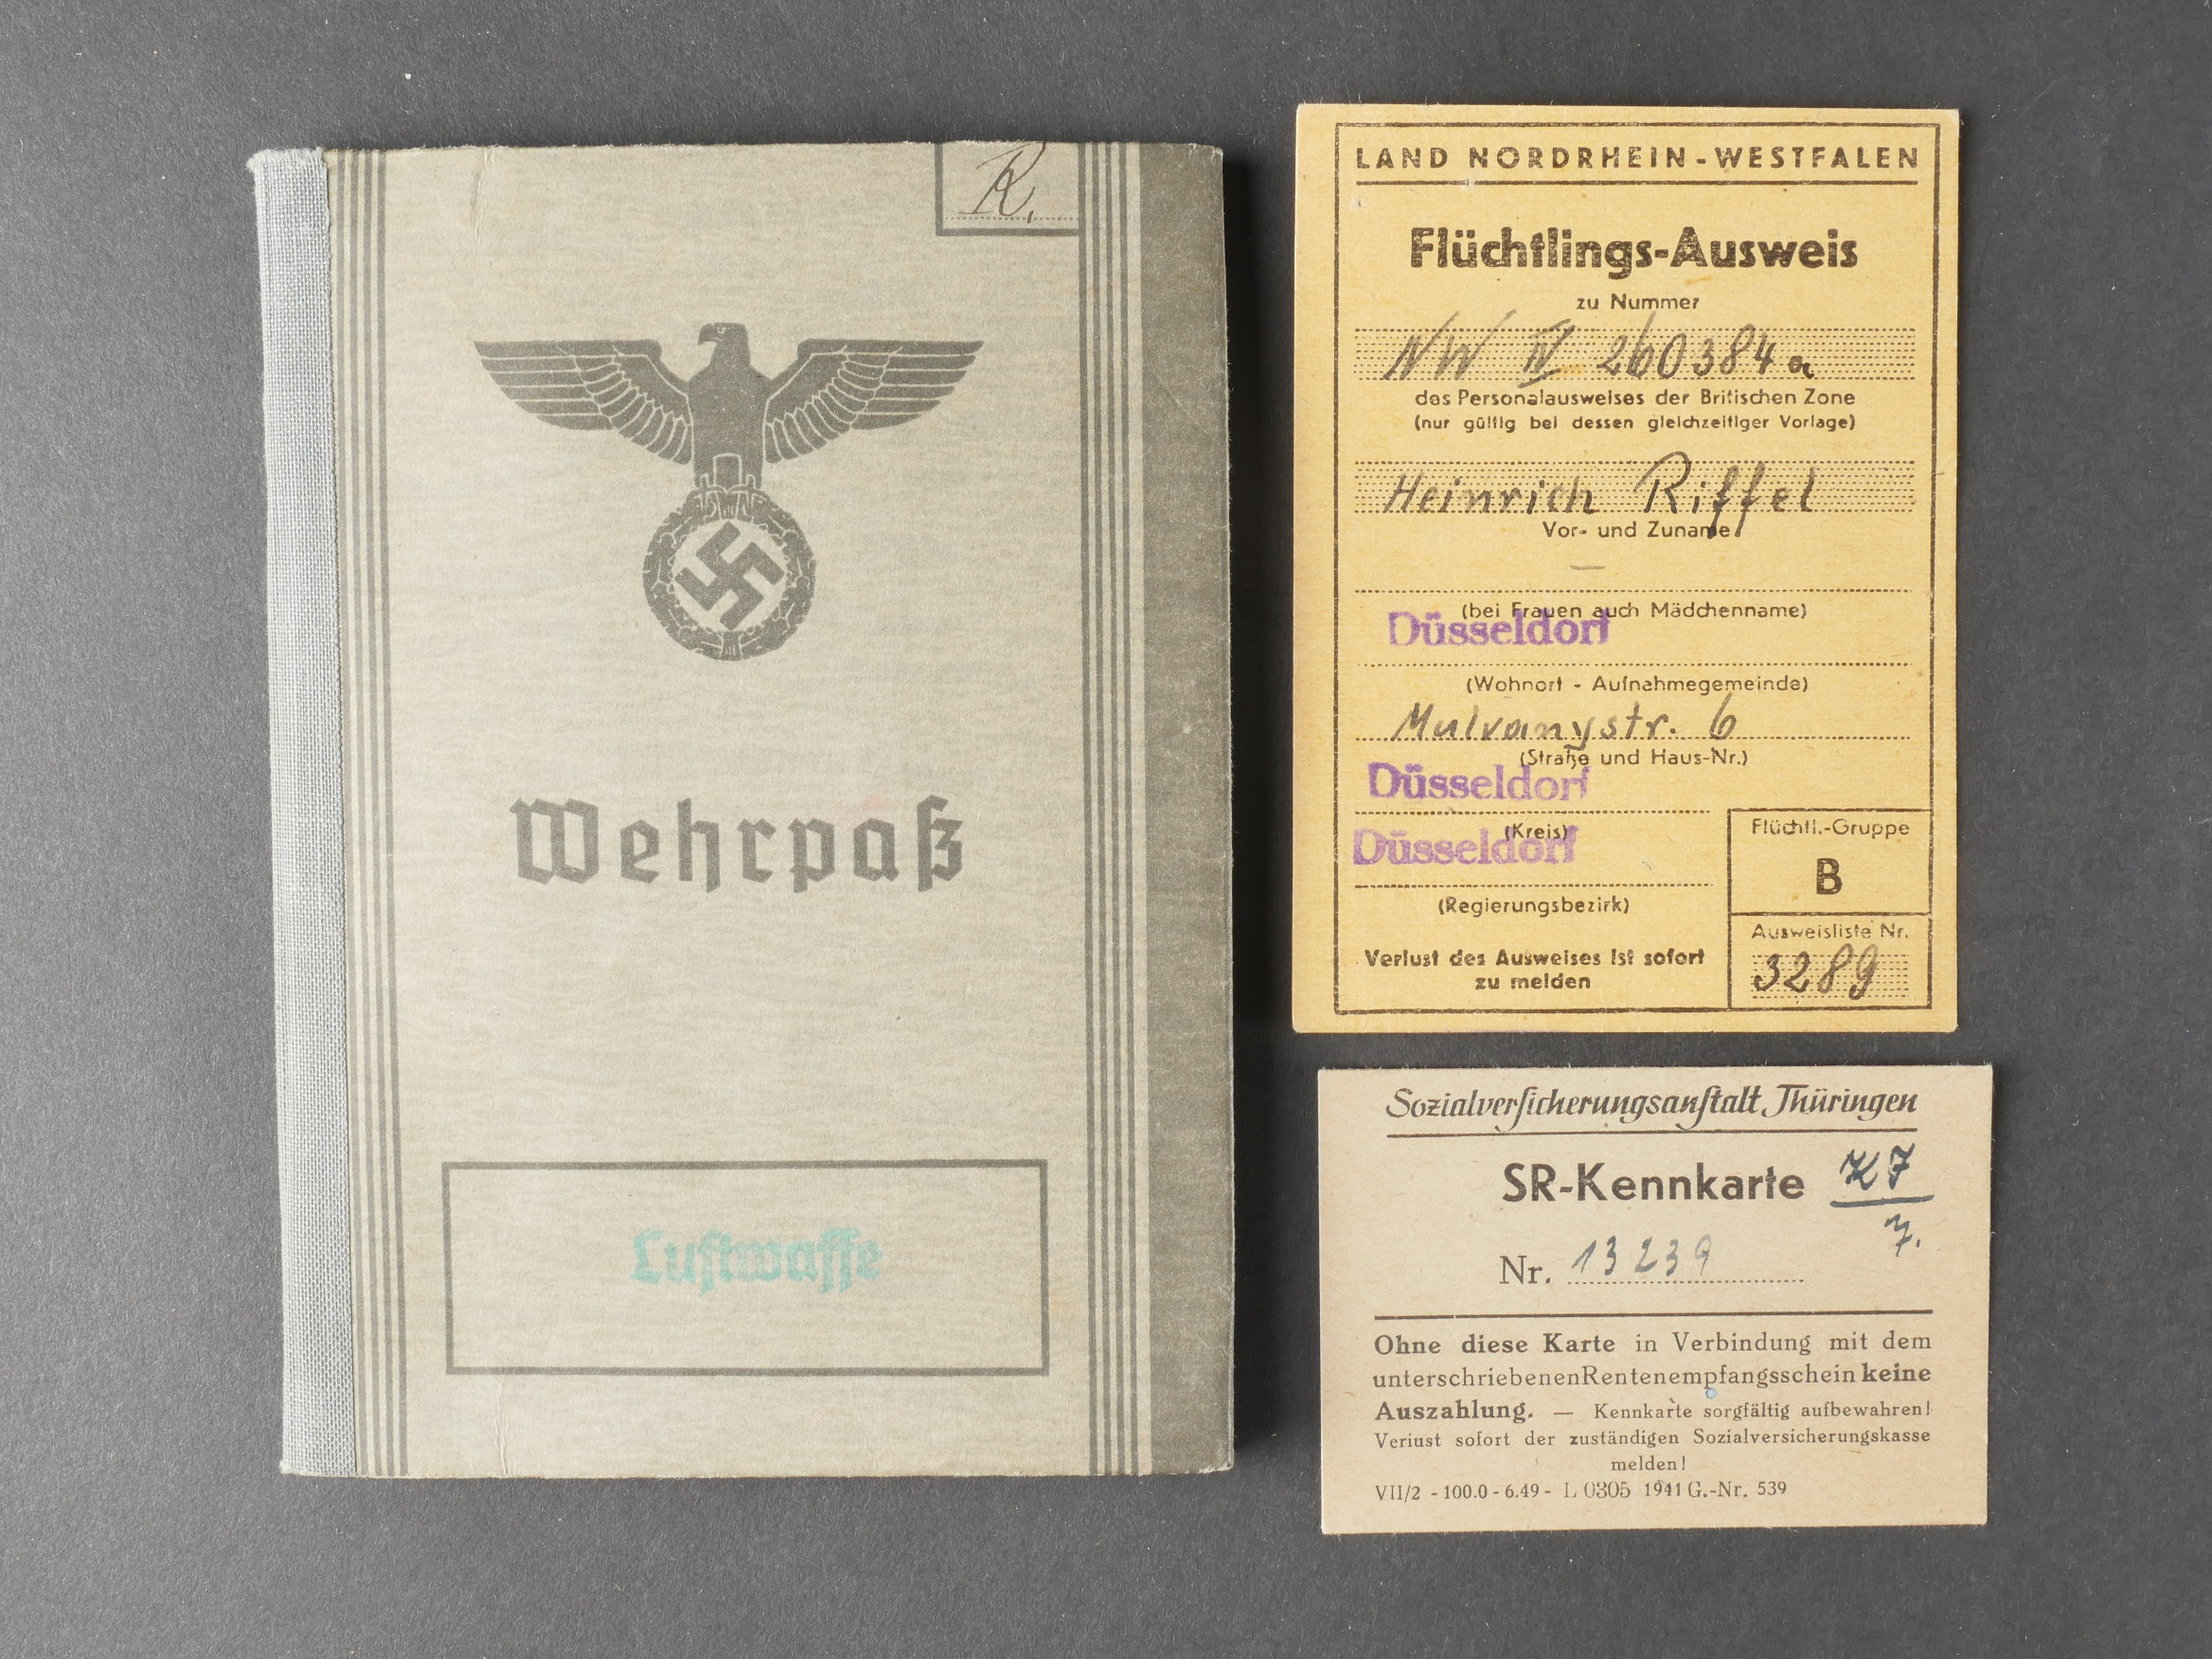 R.
Wehrpaß
Luftwaffe
LAND NORDRHEIN-WESTFALEN
Flüchtlings-Ausweis
zu Nummer
NW IV 260384a
des Personalausweises der Britischen Zone
(nur gültig bei dessen gleichzeitiger Vorlage)
Heinrich Riffel
Vor- und Zuname
(bei Frauen auch Mädchenname)
Düsseldorf
(Wohnort - Aufnahmegemeinde)
Mulvanystr. 6
(Straße und Haus-Nr.)
Düsseldorf
(Kreis)
Düsseldorf
(Regierungsbezirk)
Verlust des Ausweises ist sofort
zu melden
Flüchtl.-Gruppe
B
Ausweisliste Nr.
3289
Sozialversicherungsanstalt Thüringen
SR-Kennkarte
7.
Nr. 13239
Ohne diese Karte in Verbindung mit dem
unterschriebenen Rentenempfangsschein keine
Auszahlung. — Kennkarte sorgfältig aufbewahren!
Verlust sofort der zuständigen Sozialversicherungskasse
melden!
VII/2 - 100.0 - 6.49 - L 0305 1941 G.-Nr. 539